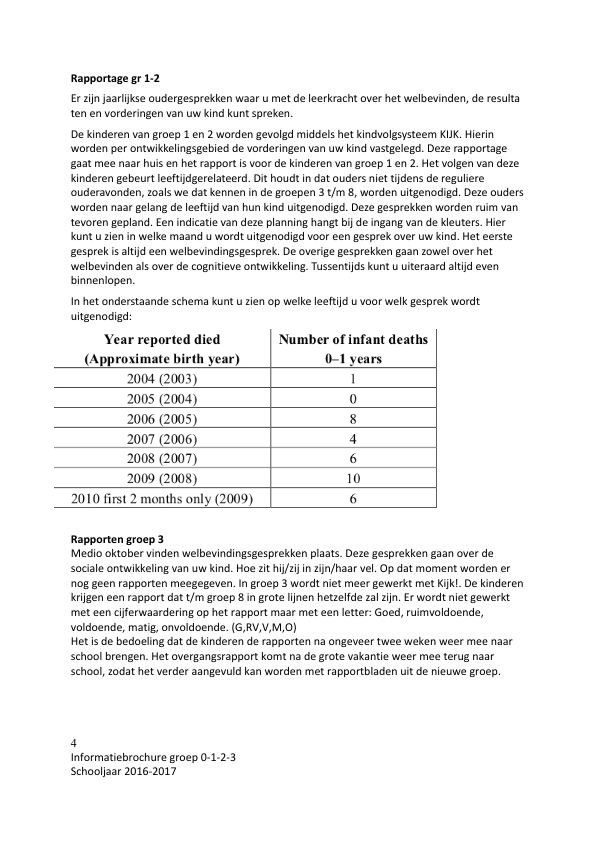 Rapportage gr 1-2
Er zijn jaarlijkse oudergesprekken waar u met de leerkracht over het welbevinden, de resulta
ten en vorderingen van uw kind kunt spreken.
De kinderen van groep 1 en 2 worden gevolgd middels het kindvolgsysteem KIJK. Hierin
worden per ontwikkelingsgebied de vorderingen van uw kind vastgelegd. Deze rapportage
gaat mee naar huis en het rapport is voor de kinderen van groep 1 en 2. Het volgen van deze
kinderen gebeurt leeftijdgerelateerd. Dit houdt in dat ouders niet tijdens de reguliere
ouderavonden, zoals we dat kennen in de groepen 3 t/m 8, worden uitgenodigd. Deze ouders
worden naar gelang de leeftijd van hun kind uitgenodigd. Deze gesprekken worden ruim van
tevoren gepland. Een indicatie van deze planning hangt bij de ingang van de kleuters. Hier
kunt u zien in welke maand u wordt uitgenodigd voor een gesprek over uw kind. Het eerste
gesprek is altijd een welbevindingsgesprek. De overige gesprekken gaan zowel over het
welbevinden als over de cognitieve ontwikkeling. Tussentijds kunt u uiteraard altijd even
binnenlopen.
In het onderstaande schema kunt u zien op welke leeftijd u voor welk gesprek wordt
uitgenodigd:
Year reported died Number of infant deaths
(Approximate birth year) 0–1 years
2004 (2003) 1
2005 (2004) 0
2006 (2005) 8
2007 (2006) 4
2008 (2007) 6
2009 (2008) 10
2010 first 2 months only (2009) 6
Rapporten groep 3
Medio oktober vinden welbevindingsgesprekken plaats. Deze gesprekken gaan over de
sociale ontwikkeling van uw kind. Hoe zit hij/zij in zijn/haar vel. Op dat moment worden er
nog geen rapporten meegegeven. In groep 3 wordt niet meer gewerkt met Kijk!. De kinderen
krijgen een rapport dat t/m groep 8 in grote lijnen hetzelfde zal zijn. Er wordt niet gewerkt
met een cijferwaardering op het rapport maar met een letter: Goed, ruimvoldoende,
voldoende, matig, onvoldoende. (G,RV,V,M,O)
Het is de bedoeling dat de kinderen de rapporten na ongeveer twee weken weer mee naar
school brengen. Het overgangsrapport komt na de grote vakantie weer mee terug naar
school, zodat het verder aangevuld kan worden met rapportbladen uit de nieuwe groep.
4
Informatiebrochure groep 0-1-2-3
Schooljaar 2016-2017